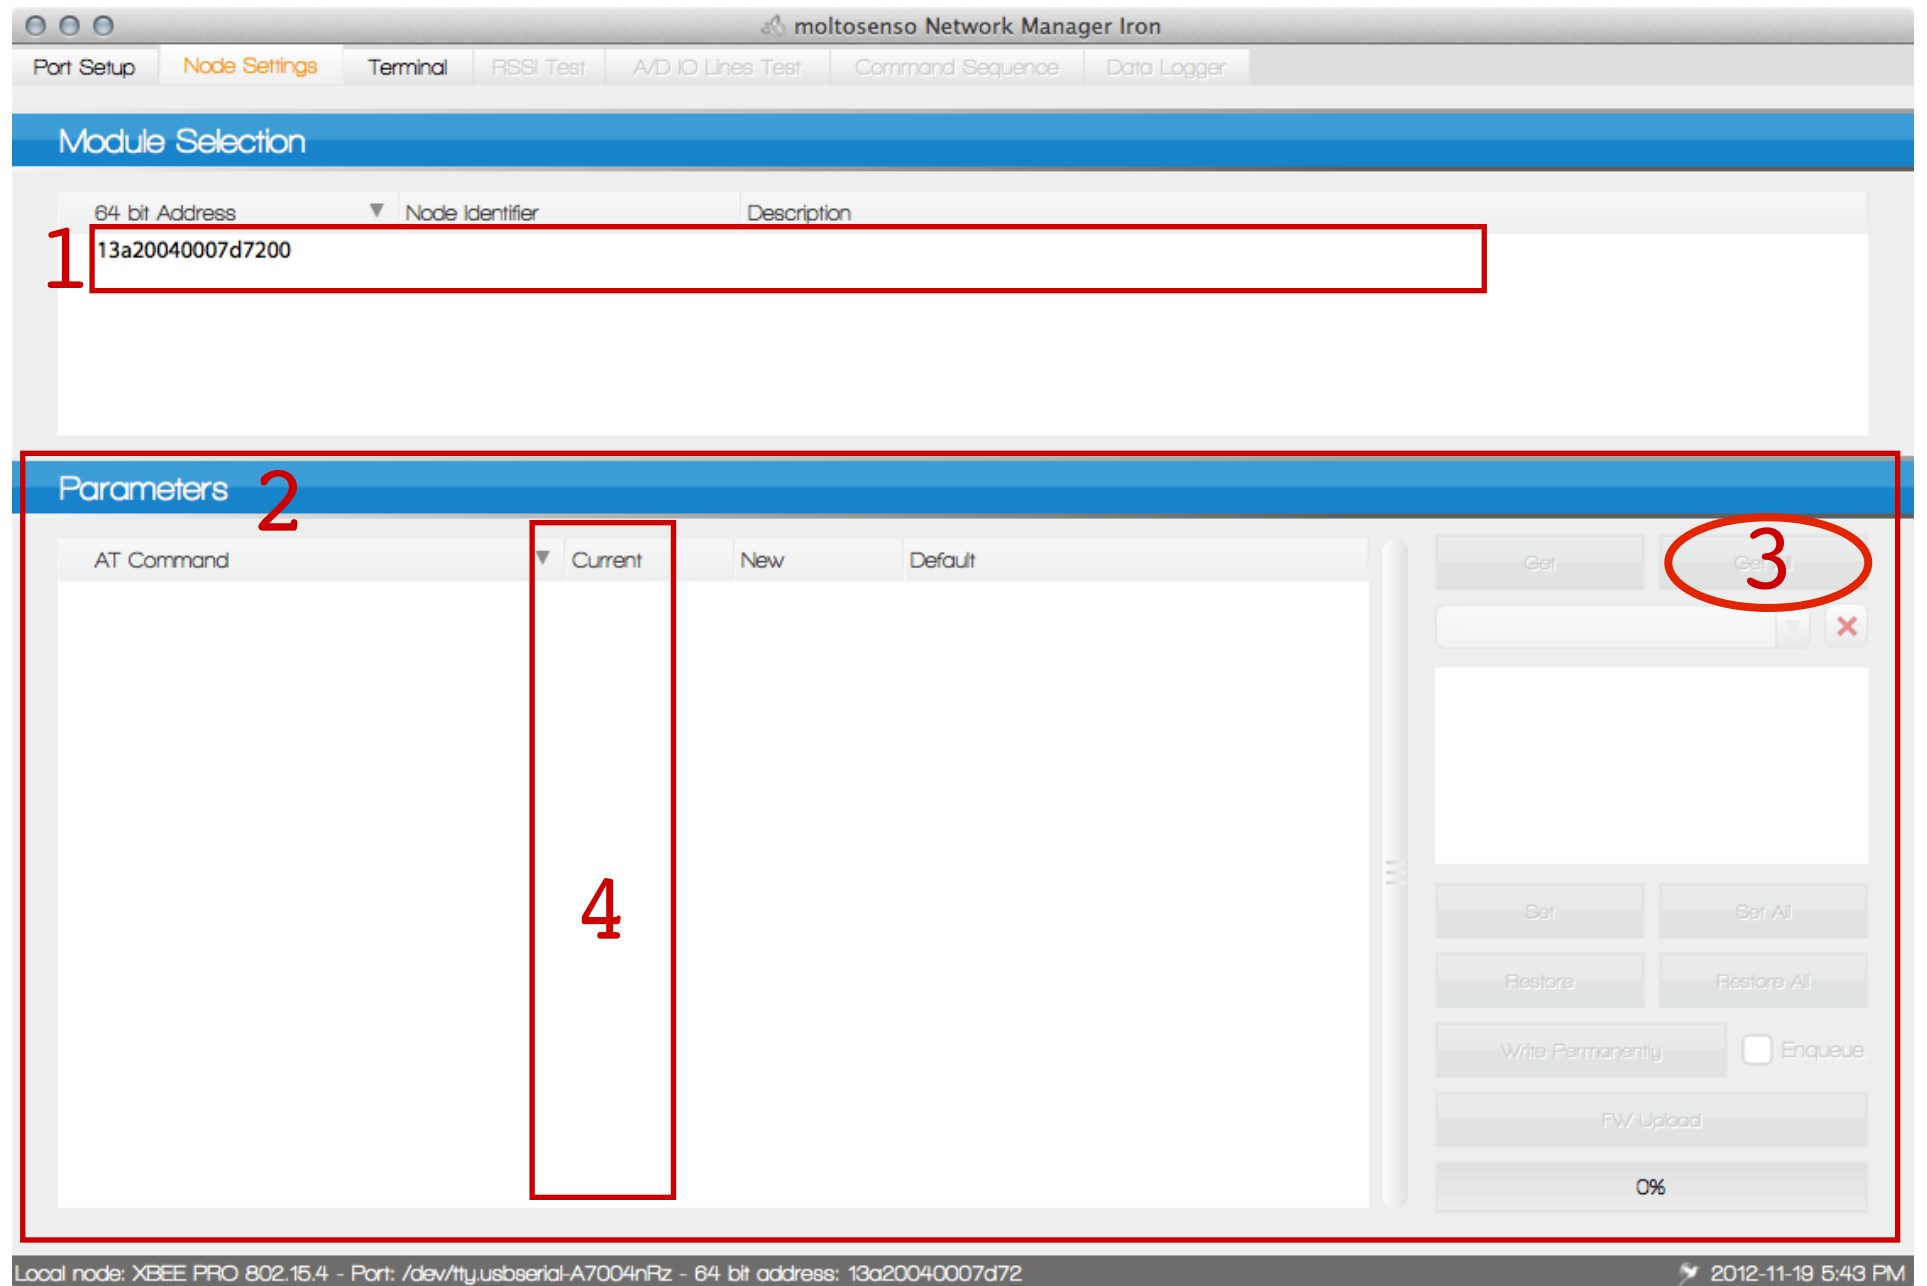 moltosenso Network Manager Iron
Port Setup Node Settings Terminal RSSI Test A/D IO Lines Test Command Sequence Data Logger
Module Selection
64 bit Address Node Identifier Description
1 13a20040007d7200
Parameters 2
AT Command Current New Default
Get Get All 3
4
Set Set All
Restore Restore All
Write Permanently Enqueue
FW Upload
0%
Local node: XBEE PRO 802.15.4 - Port: /dev/tty.usbserial-A7004nRz - 64 bit address: 13a20040007d72 2012-11-19 5:43 PM